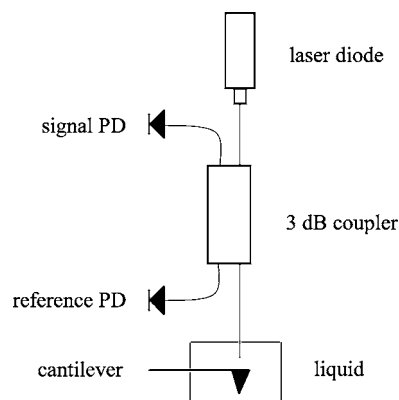 laser diode
signal PD
3 dB coupler
reference PD
cantilever
liquid